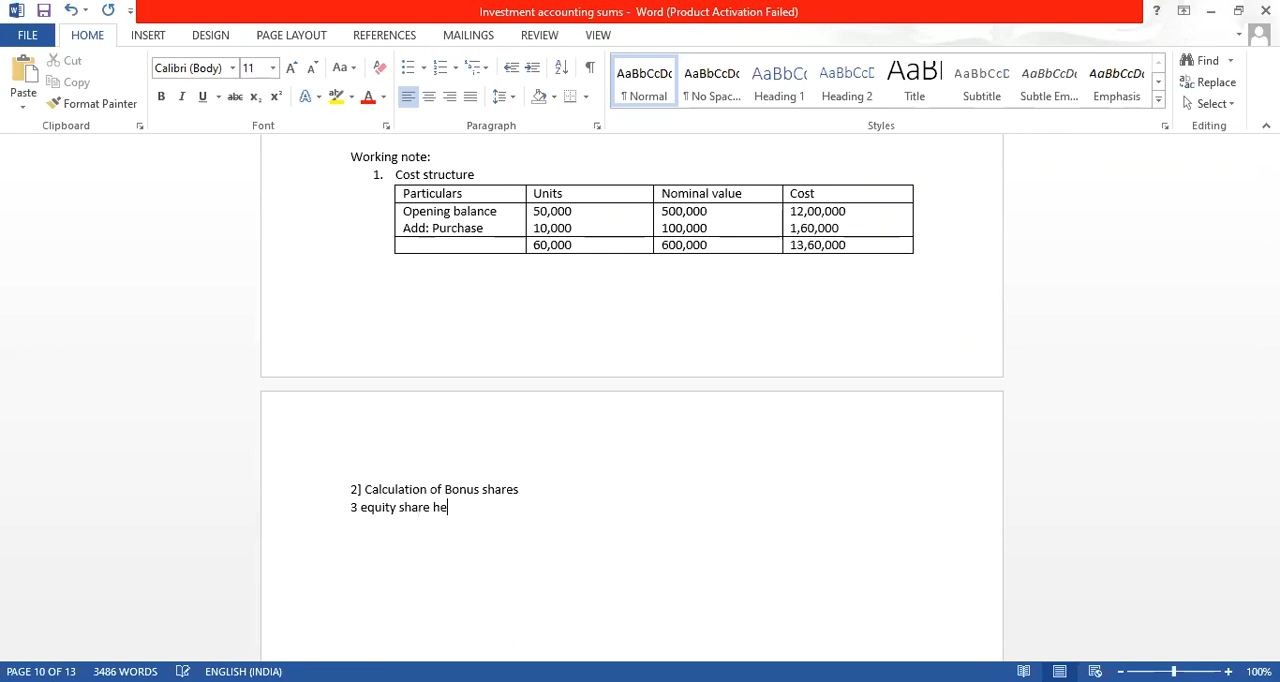 Investment accounting sums - Word (Product Activation Failed)
FILE HOME INSERT DESIGN PAGE LAYOUT REFERENCES MAILINGS REVIEW VIEW
Paste Cut Copy Format Painter
Calibri (Body) 11
AaBbCcDc AaBbCcDc AaBbCc AaBbCcD AaBl AaBbCcD AaBbCcDc AaBbCcDc
¶ Normal ¶ No Spac... Heading 1 Heading 2 Title Subtitle Subtle Em... Emphasis
Find Replace Select
Clipboard Font Paragraph Styles Editing
Working note:
1. Cost structure
Particulars Units Nominal value Cost
Opening balance 50,000 500,000 12,00,000
Add: Purchase 10,000 100,000 1,60,000
60,000 600,000 13,60,000
2] Calculation of Bonus shares
3 equity share he
PAGE 10 OF 13 3486 WORDS ENGLISH (INDIA) 100%